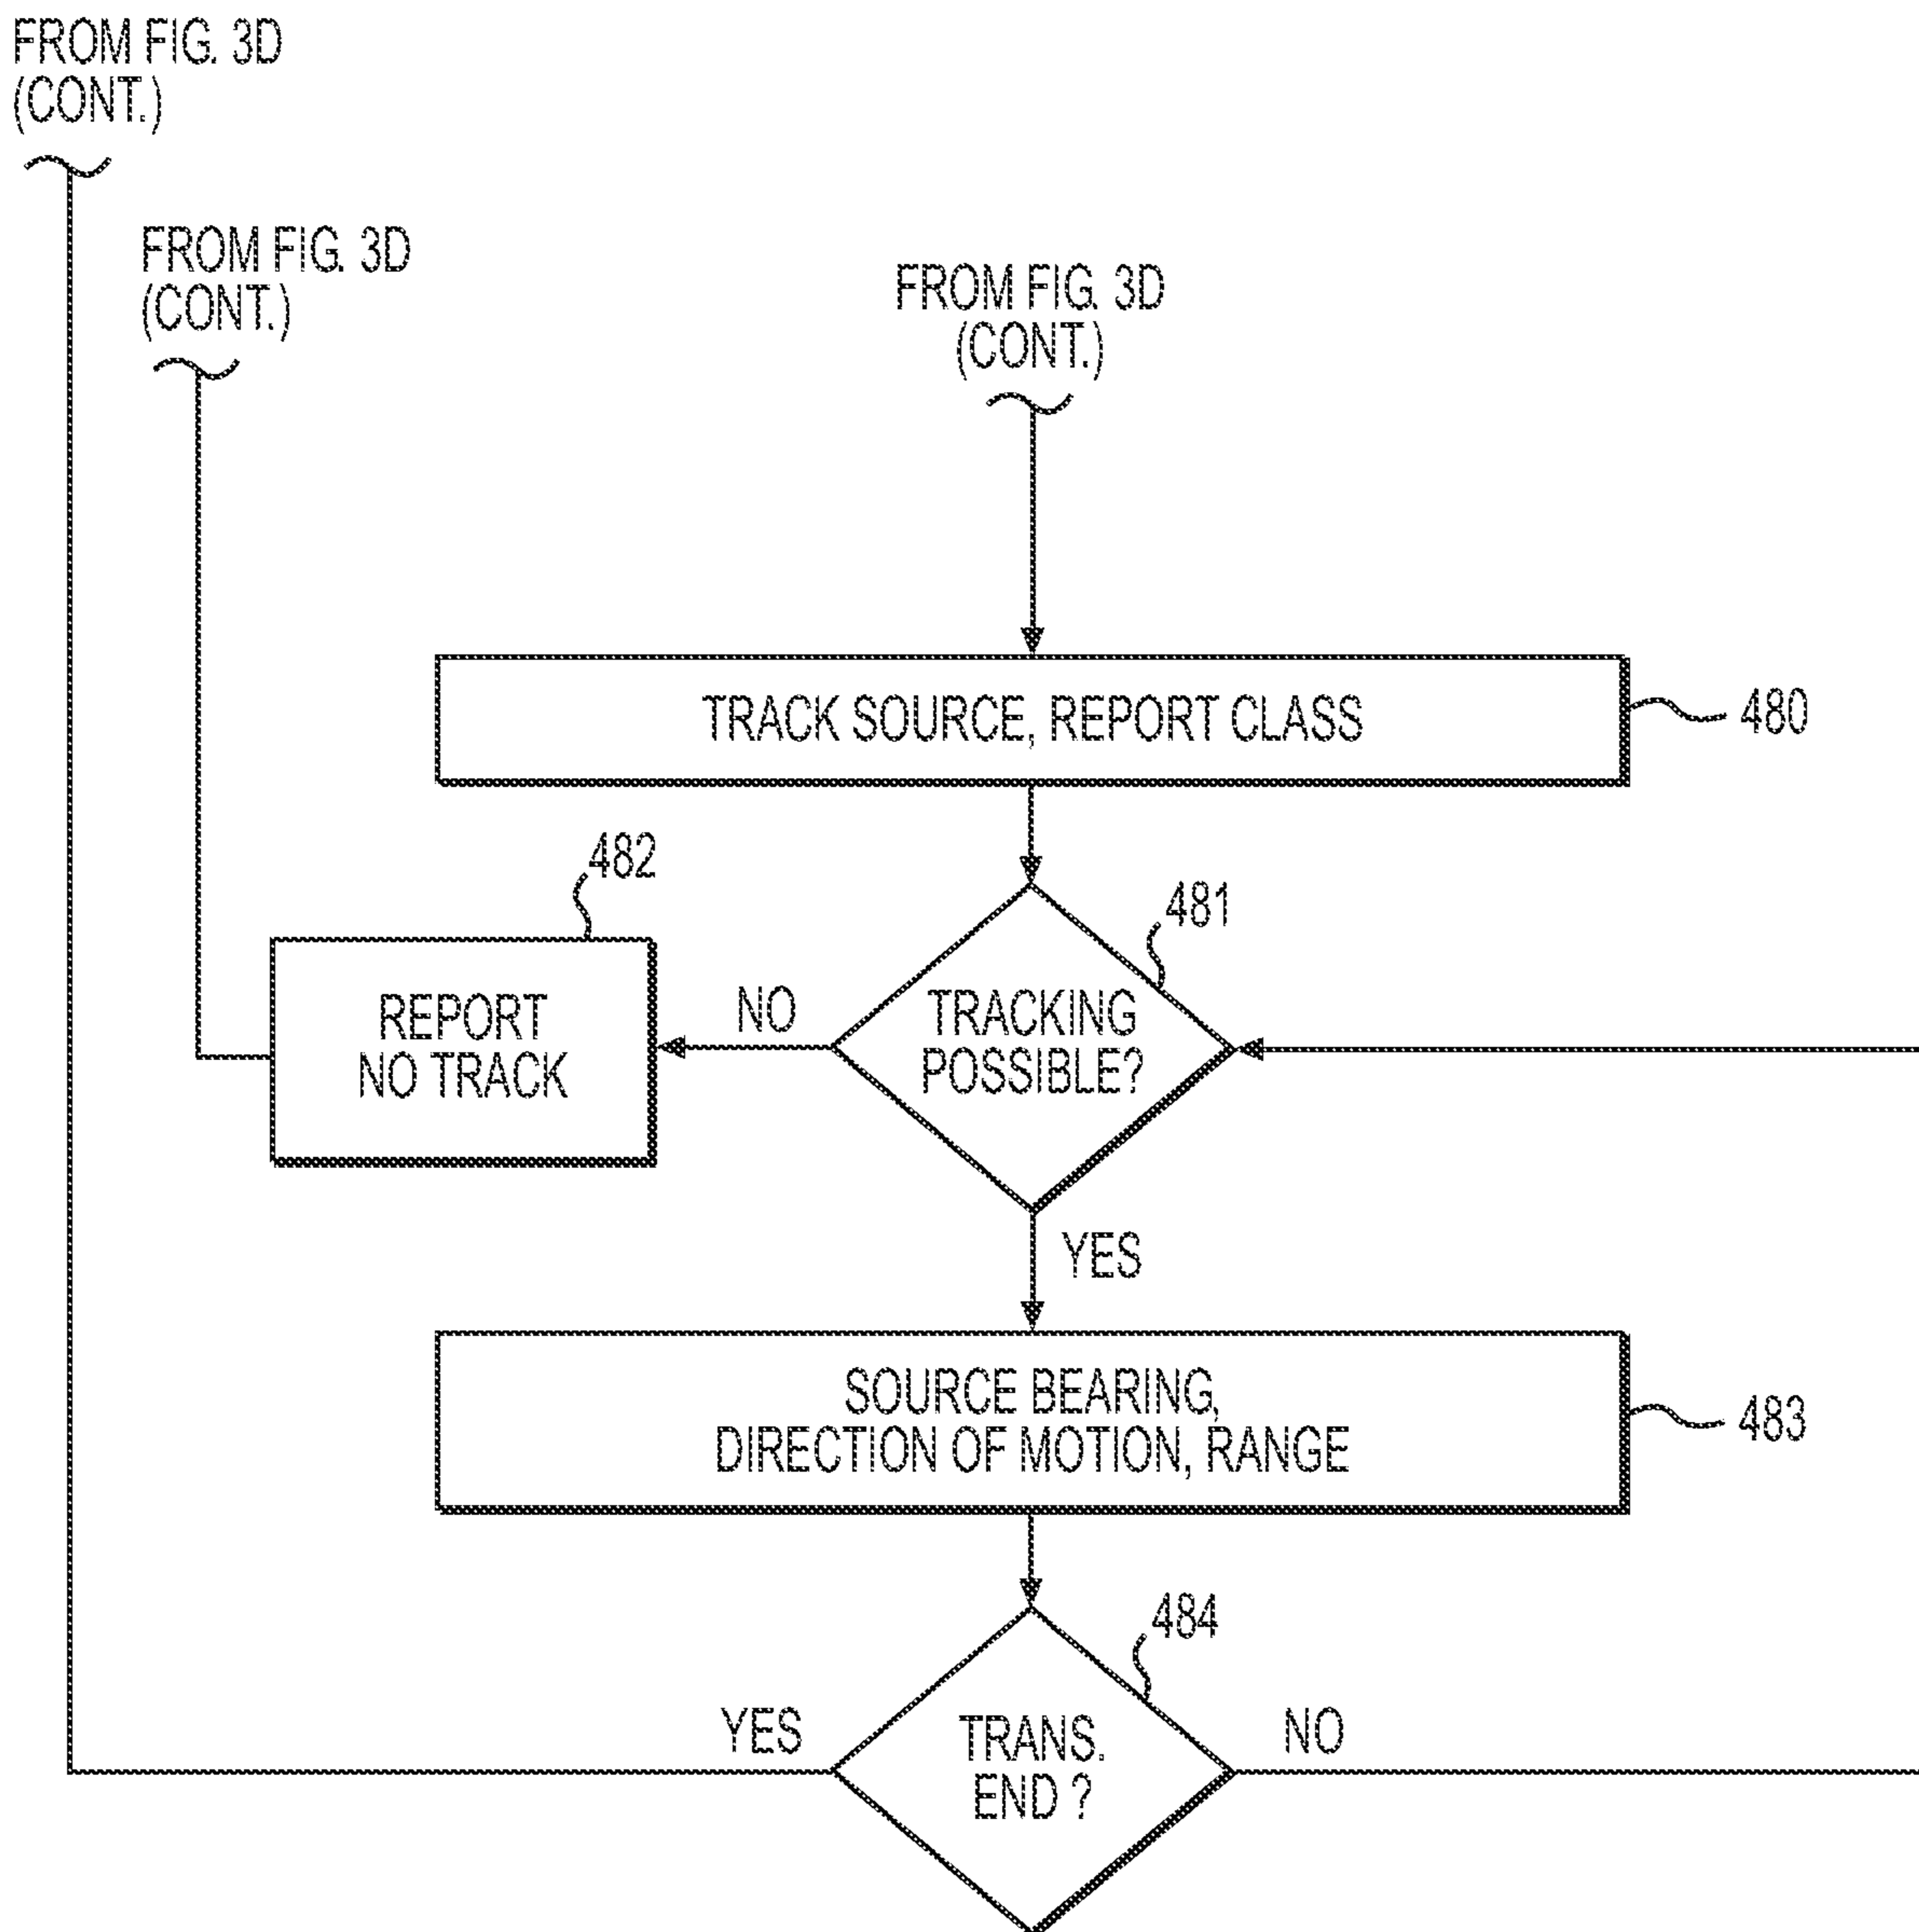 FROM FIG. 3D
(CONT.)
FROM FIG. 3D
(CONT.)
FROM FIG. 3D
(CONT.)
TRACK SOURCE, REPORT CLASS
480
482
481
REPORT
NO TRACK
NO
TRACKING
POSSIBLE?
YES
SOURCE BEARING,
DIRECTION OF MOTION, RANGE
483
484
YES
TRANS.
END ?
NO